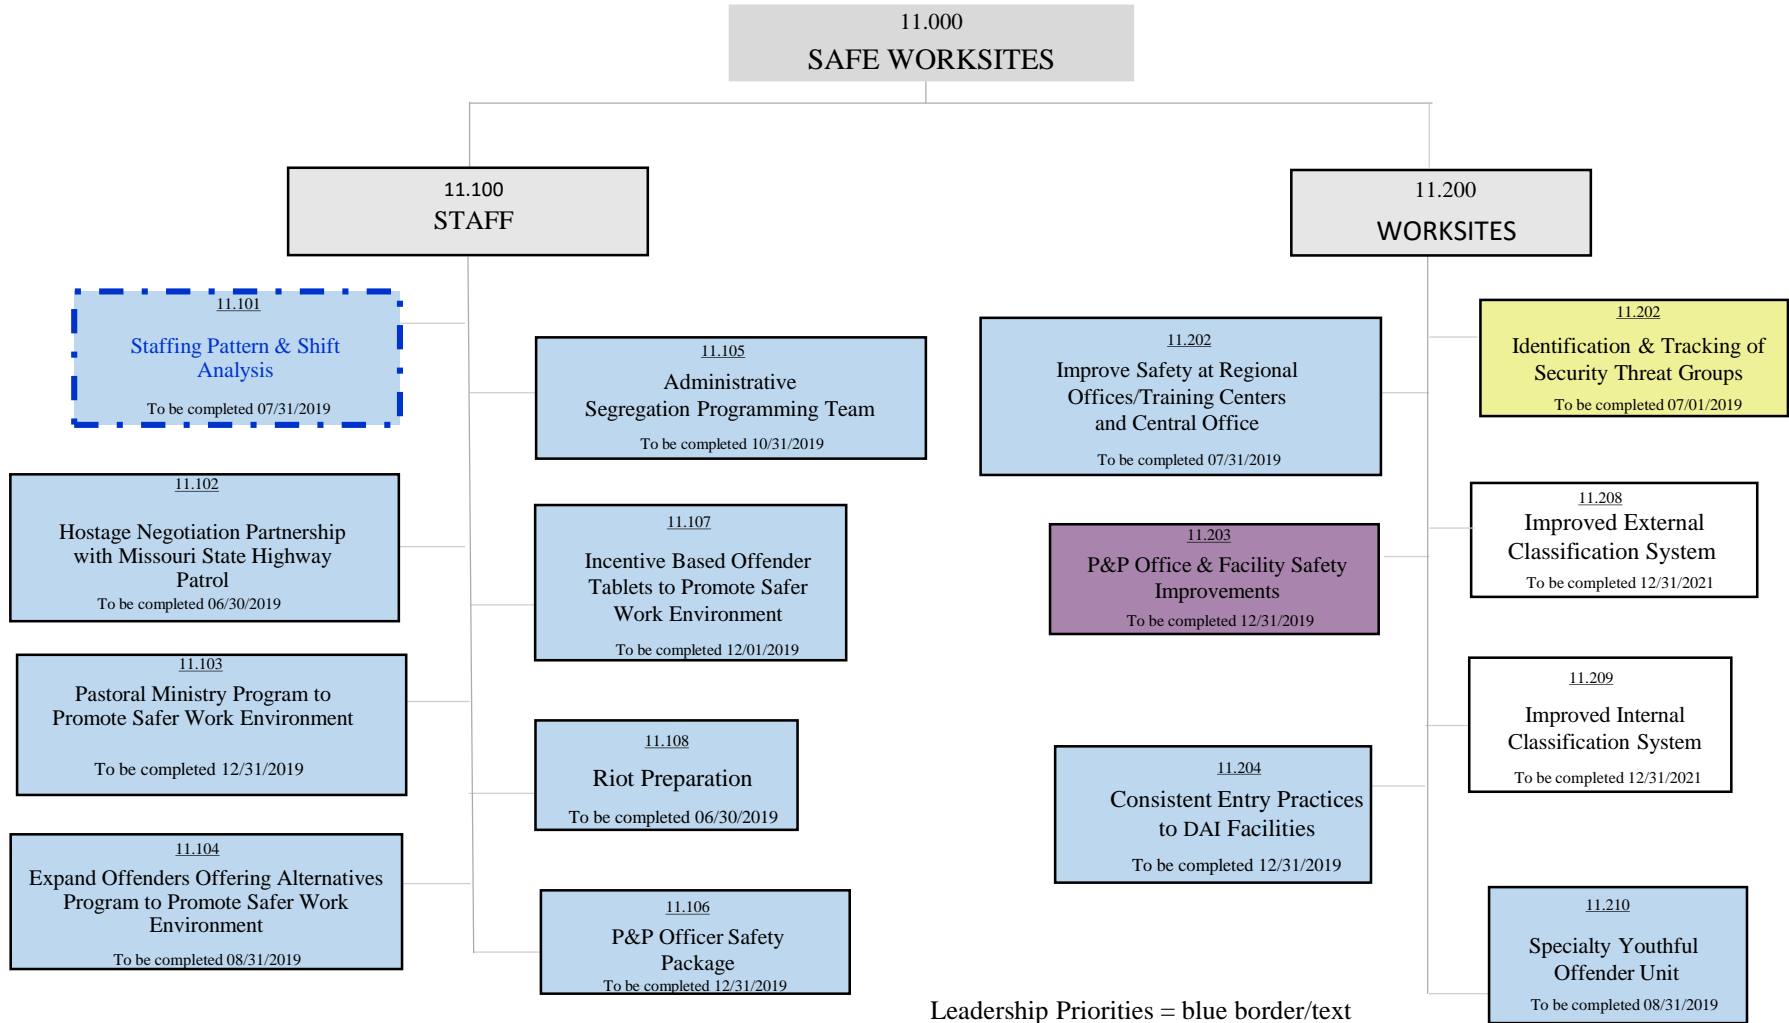 11.000
SAFE WORKSITES
11.100
STAFF
11.200
WORKSITES
11.101
Staffing Pattern & Shift
Analysis
To be completed 07/31/2019
11.102
Hostage Negotiation Partnership
with Missouri State Highway
Patrol
To be completed 06/30/2019
11.103
Pastoral Ministry Program to
Promote Safer Work Environment
To be completed 12/31/2019
11.104
Expand Offenders Offering Alternatives
Program to Promote Safer Work
Environment
To be completed 08/31/2019
11.105
Administrative
Segregation Programming Team
To be completed 10/31/2019
11.107
Incentive Based Offender
Tablets to Promote Safer
Work Environment
To be completed 12/01/2019
11.108
Riot Preparation
To be completed 06/30/2019
11.106
P&P Officer Safety
Package
To be completed 12/31/2019
11.202
Improve Safety at Regional
Offices/Training Centers
and Central Office
To be completed 07/31/2019
11.203
P&P Office & Facility Safety
Improvements
To be completed 12/31/2019
11.204
Consistent Entry Practices
to DAI Facilities
To be completed 12/31/2019
11.202
Identification & Tracking of
Security Threat Groups
To be completed 07/01/2019
11.208
Improved External
Classification System
To be completed 12/31/2021
11.209
Improved Internal
Classification System
To be completed 12/31/2021
11.210
Specialty Youthful
Offender Unit
To be completed 08/31/2019
Leadership Priorities = blue border/text